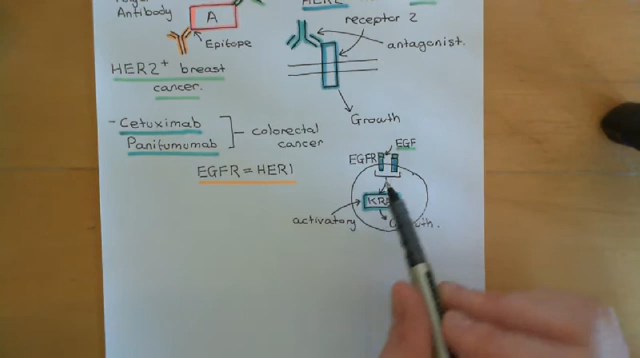 Antibody
A
Epitope
HER2⁺ breast
cancer.
HER2
receptor 2
antagonist.
Growth
- Cetuximab
Panitumumab
colorectal
cancer
EGFR = HER1
EGF
EGFR
activatory